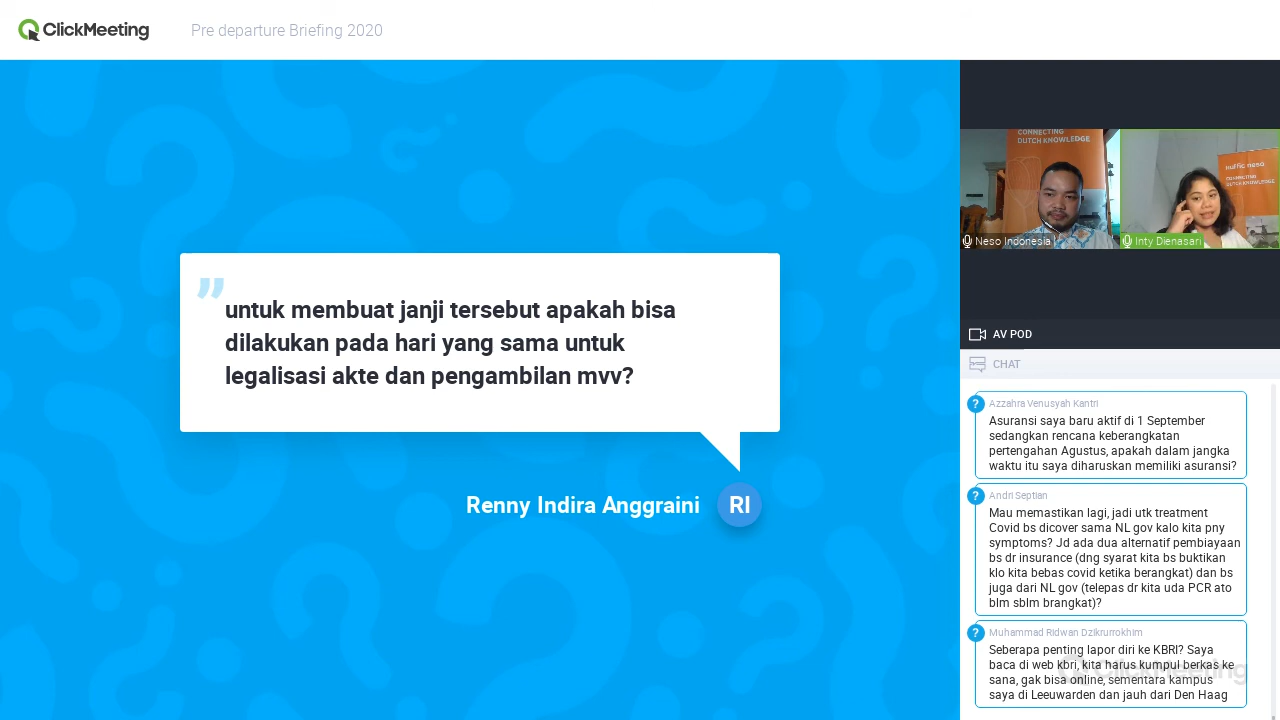 ClickMeeting
Pre departure Briefing 2020
untuk membuat janji tersebut apakah bisa
dilakukan pada hari yang sama untuk
legalisasi akte dan pengambilan mvv?
Renny Indira Anggraini
RI
CONNECTING
DUTCH KNOWLEDGE
Neso Indonesia
nuffic neso
CONNECTING
DUTCH KNOWLEDGE
Inty Dienasari
AV POD
CHAT
?
Azzahra Venusyah Kantri
Asuransi saya baru aktif di 1 September
sedangkan rencana keberangkatan
pertengahan Agustus, apakah dalam jangka
waktu itu saya diharuskan memiliki asuransi?
?
Andri Septian
Mau memastikan lagi, jadi utk treatment
Covid bs dicover sama NL gov kalo kita pny
symptoms? Jd ada dua alternatif pembiayaan
bs dr insurance (dng syarat kita bs buktikan
klo kita bebas covid ketika berangkat) dan bs
juga dari NL gov (telepas dr kita uda PCR ato
blm sblm brangkat)?
?
Muhammad Ridwan Dzikrurrokhim
Seberapa penting lapor diri ke KBRI? Saya
baca di web kbri, kita harus kumpul berkas ke
sana, gak bisa online, sementara kampus
saya di Leeuwarden dan jauh dari Den Haag
ClickMeeting